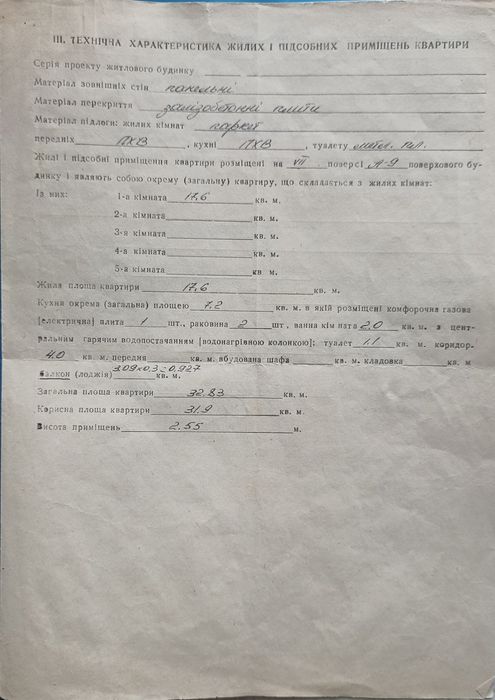 III. ТЕХНІЧНА ХАРАКТЕРИСТИКА ЖИЛИХ І ПІДСОБНИХ ПРИМІЩЕНЬ КВАРТИРИ
Серія проекту житлового будинку
Матеріал зовнішніх стін панельні
Матеріал перекриття залізобетонні плити
Матеріал підлоги: жилих кімнат паркет
передніх ПХВ, кухні ПХВ, туалету метл. пл.
Жилі і підсобні приміщення квартири розміщені на VII поверсі А-9 поверхового бу-
динку і являють собою окрему (загальну) квартиру, що складається з жилих кімнат:
Із них: 1-а кімната 17,6 кв. м.
2-а кімната кв. м.
3-я кімната кв. м.
4-а кімната кв. м.
5-а кімната кв м.
Жила площа квартири 17,6 кв. м.
Кухня окрема (загальна) площею 7,2 кв. м. в якій розміщені комфорочна газова
[електрична] плита 1 шт., раковина 2 шт, ванна кімната 2,0 кв. м. з цент-
ральним гарячим водопостачанням [водонагрівною колонкою]; туалет 1,1 кв. м. коридор.
4,0 кв. м. передня кв. м. вбудована шафа кв. м. кладовка кв. м
балкон (лоджія) 3,09х0,3=0,927 кв. м.
Загальна площа квартири 32.83 кв. м.
Корисна площа квартири 31.9 кв. м.
Висота приміщень 2.55 м.